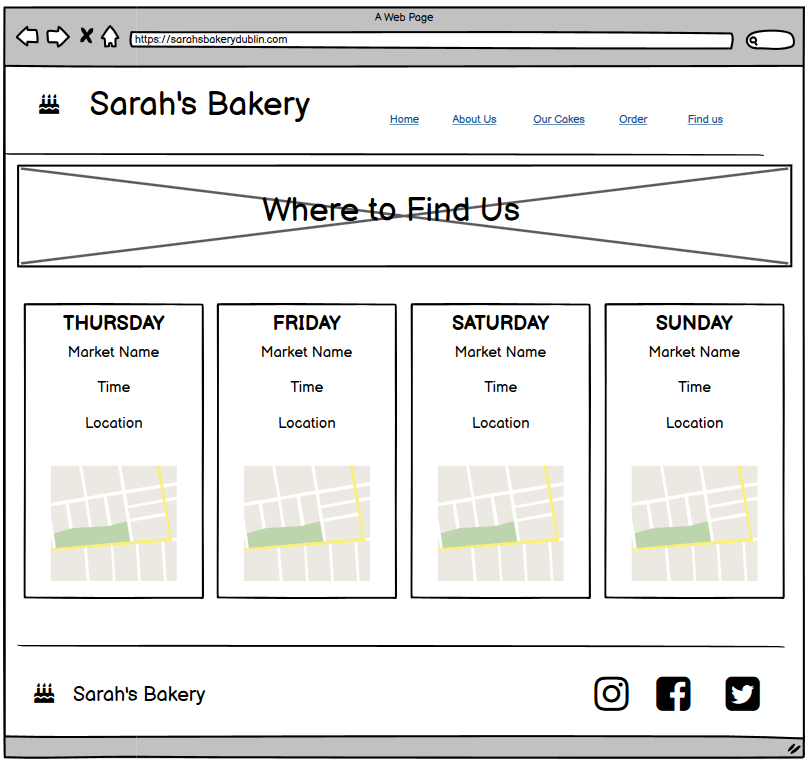 A Web Page
https://sarahsbakerydublin.com
Sarah's Bakery
Home About Us Our Cakes Order Find us
Where to Find Us
THURSDAY
Market Name
Time
Location
FRIDAY
Market Name
Time
Location
SATURDAY
Market Name
Time
Location
SUNDAY
Market Name
Time
Location
Sarah's Bakery